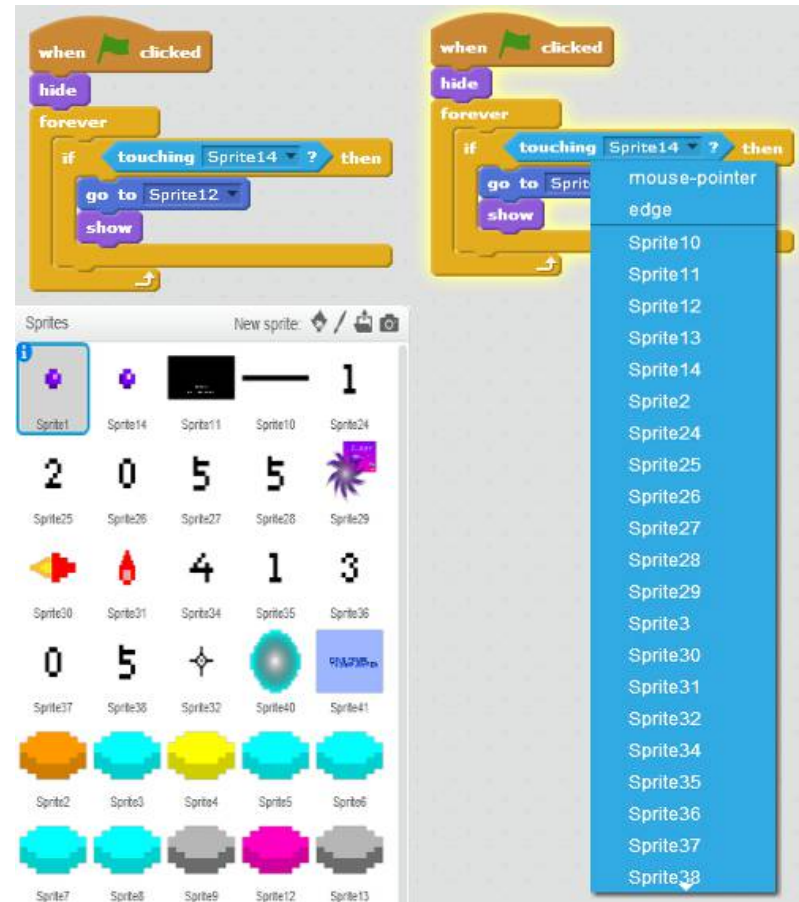 when clicked
hide
forever
if touching Sprite14 ? then
go to Sprite12
show
when clicked
hide
forever
if touching Sprite14 ? then
go to Sprit
show
mouse-pointer
edge
Sprite10
Sprite11
Sprite12
Sprite13
Sprite14
Sprite2
Sprite24
Sprite25
Sprite26
Sprite27
Sprite28
Sprite29
Sprite3
Sprite30
Sprite31
Sprite32
Sprite34
Sprite35
Sprite36
Sprite37
Sprite38
Sprites New sprite:
i
1
Sprite1 Sprite14 Sprite11 Sprite10 Sprite24
2 0 5 5
Sprite25 Sprite26 Sprite27 Sprite28 Sprite29
4 1 3
Sprite30 Sprite31 Sprite34 Sprite35 Sprite36
0 5
Sprite37 Sprite38 Sprite32 Sprite40 Sprite41
Sprite2 Sprite3 Sprite4 Sprite5 Sprite6
Sprite7 Sprite8 Sprite9 Sprite12 Sprite13